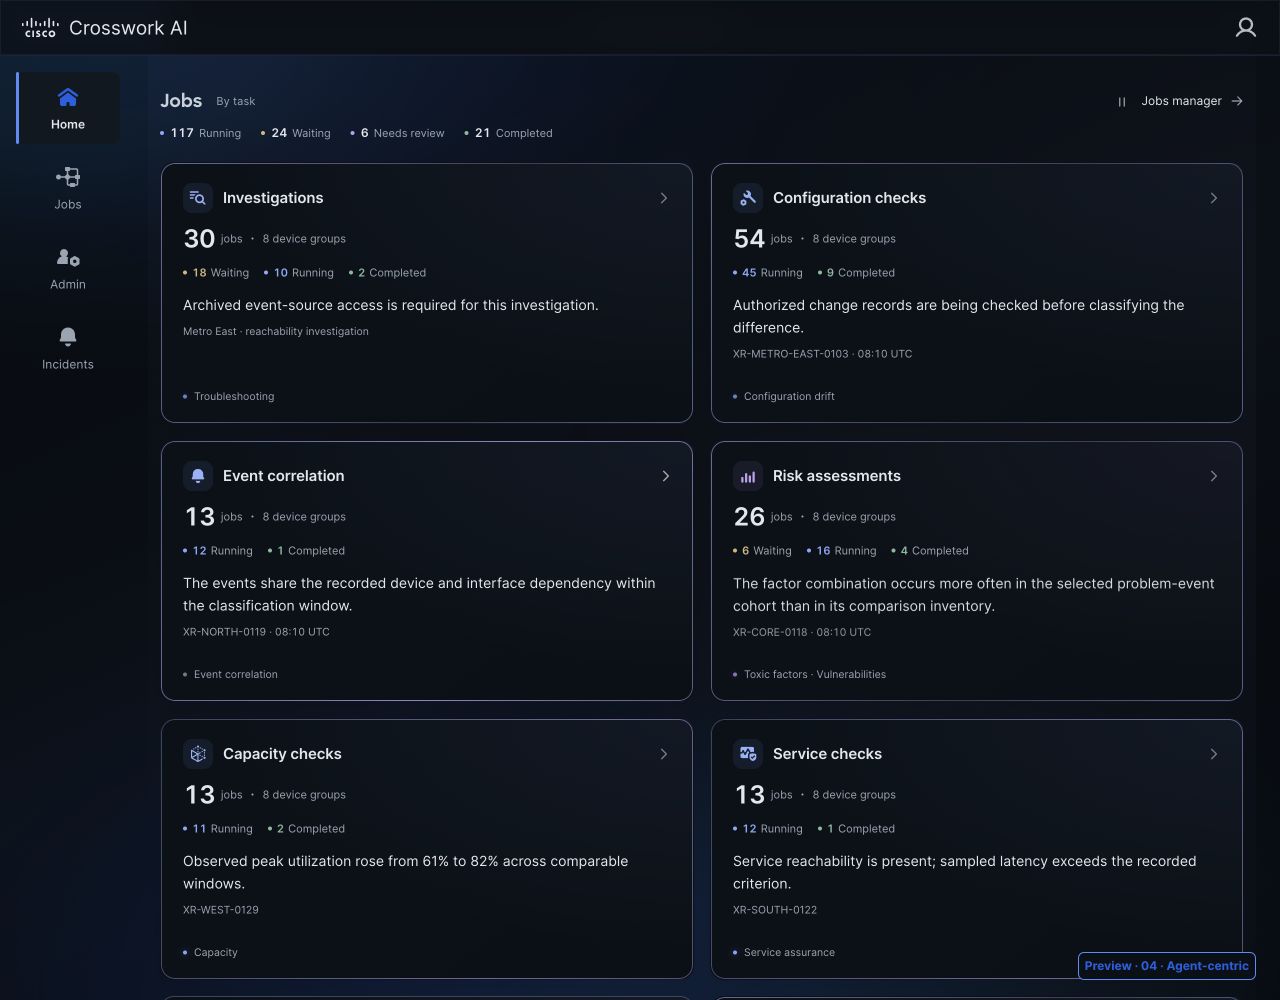 CISCO Crosswork AI
Home
Jobs
Admin
Incidents
Jobs By task
Jobs manager
117 Running 24 Waiting 6 Needs review 21 Completed
Investigations
30 jobs · 8 device groups
18 Waiting 10 Running 2 Completed
Archived event-source access is required for this investigation.
Metro East · reachability investigation
Troubleshooting
Configuration checks
54 jobs · 8 device groups
45 Running 9 Completed
Authorized change records are being checked before classifying the
difference.
XR-METRO-EAST-0103 · 08:10 UTC
Configuration drift
Event correlation
13 jobs · 8 device groups
12 Running 1 Completed
The events share the recorded device and interface dependency within
the classification window.
XR-NORTH-0119 · 08:10 UTC
Event correlation
Risk assessments
26 jobs · 8 device groups
6 Waiting 16 Running 4 Completed
The factor combination occurs more often in the selected problem-event
cohort than in its comparison inventory.
XR-CORE-0118 · 08:10 UTC
Toxic factors · Vulnerabilities
Capacity checks
13 jobs · 8 device groups
11 Running 2 Completed
Observed peak utilization rose from 61% to 82% across comparable
windows.
XR-WEST-0129
Capacity
Service checks
13 jobs · 8 device groups
12 Running 1 Completed
Service reachability is present; sampled latency exceeds the recorded
criterion.
XR-SOUTH-0122
Service assurance
Preview · 04 · Agent-centric